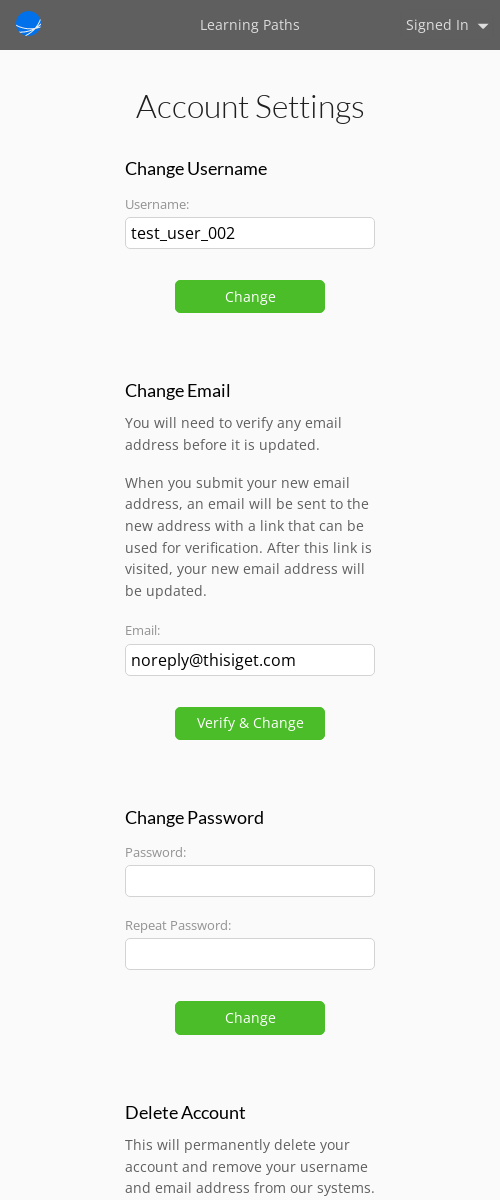 Learning Paths
Signed In
Account Settings
Change Username
Username:
test_user_002
Change
Change Email
You will need to verify any email
address before it is updated.
When you submit your new email
address, an email will be sent to the
new address with a link that can be
used for verification. After this link is
visited, your new email address will
be updated.
Email:
noreply@thisiget.com
Verify & Change
Change Password
Password:
Repeat Password:
Change
Delete Account
This will permanently delete your
account and remove your username
and email address from our systems.